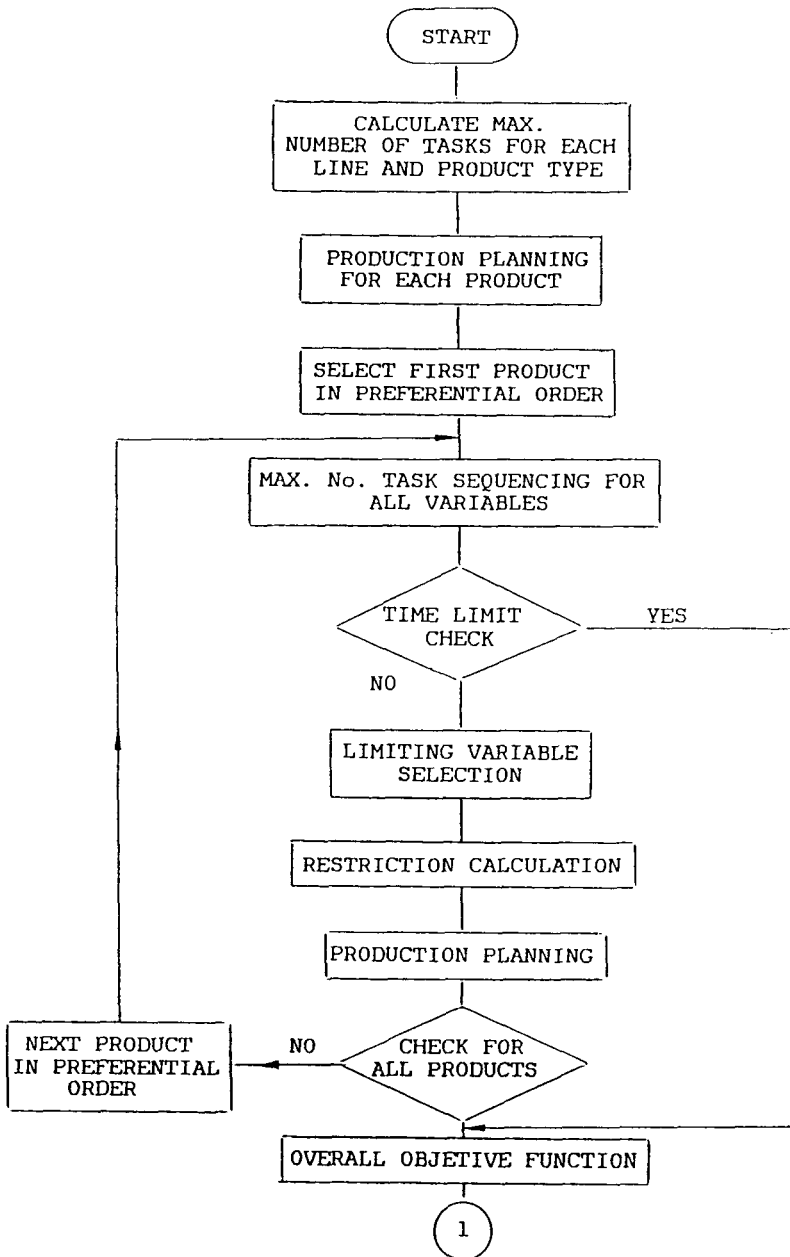 START
CALCULATE MAX.
NUMBER OF TASKS FOR EACH
LINE AND PRODUCT TYPE
PRODUCTION PLANNING
FOR EACH PRODUCT
SELECT FIRST PRODUCT
IN PREFERENTIAL ORDER
MAX. No. TASK SEQUENCING FOR
ALL VARIABLES
TIME LIMIT
CHECK
YES
NO
LIMITING VARIABLE
SELECTION
RESTRICTION CALCULATION
PRODUCTION PLANNING
CHECK FOR
ALL PRODUCTS
NO
NEXT PRODUCT
IN PREFERENTIAL
ORDER
OVERALL OBJETIVE FUNCTION
1